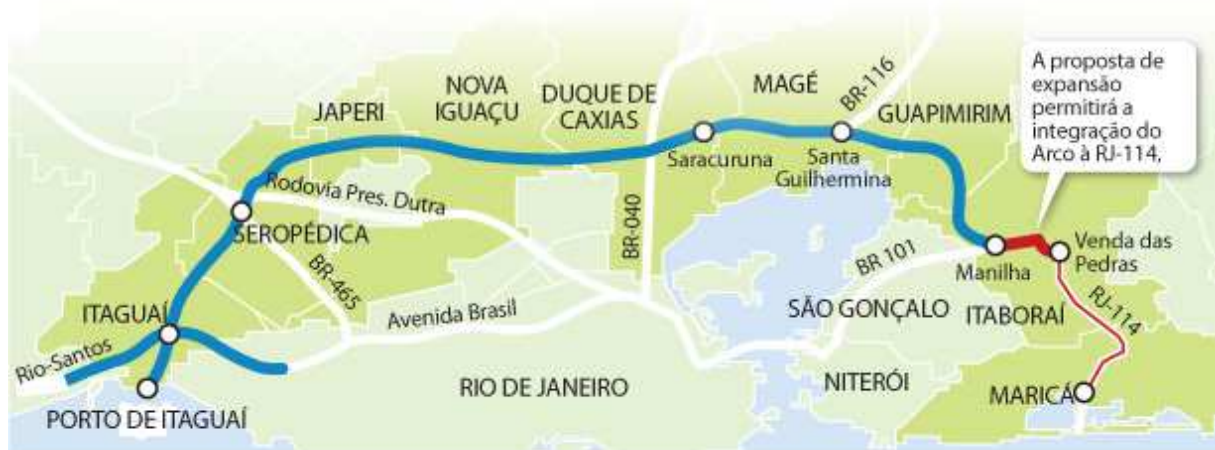 A proposta de
expansão
permitirá a
integração do
Arco à RJ-114,
MAGÉ
BR-116
NOVA
IGUAÇU
DUQUE DE
CAXIAS
JAPERI
GUAPIMIRIM
Saracuruna
Santa
Guilhermina
Rodovia Pres. Dutra
BR-040
SEROPÉDICA
BR-465
BR 101
Manilha
Venda das
Pedras
RJ-114
ITAGUAÍ
Avenida Brasil
SÃO GONÇALO
ITABORAÍ
Rio-Santos
RIO DE JANEIRO
NITERÓI
MARICÁ
PORTO DE ITAGUAÍ